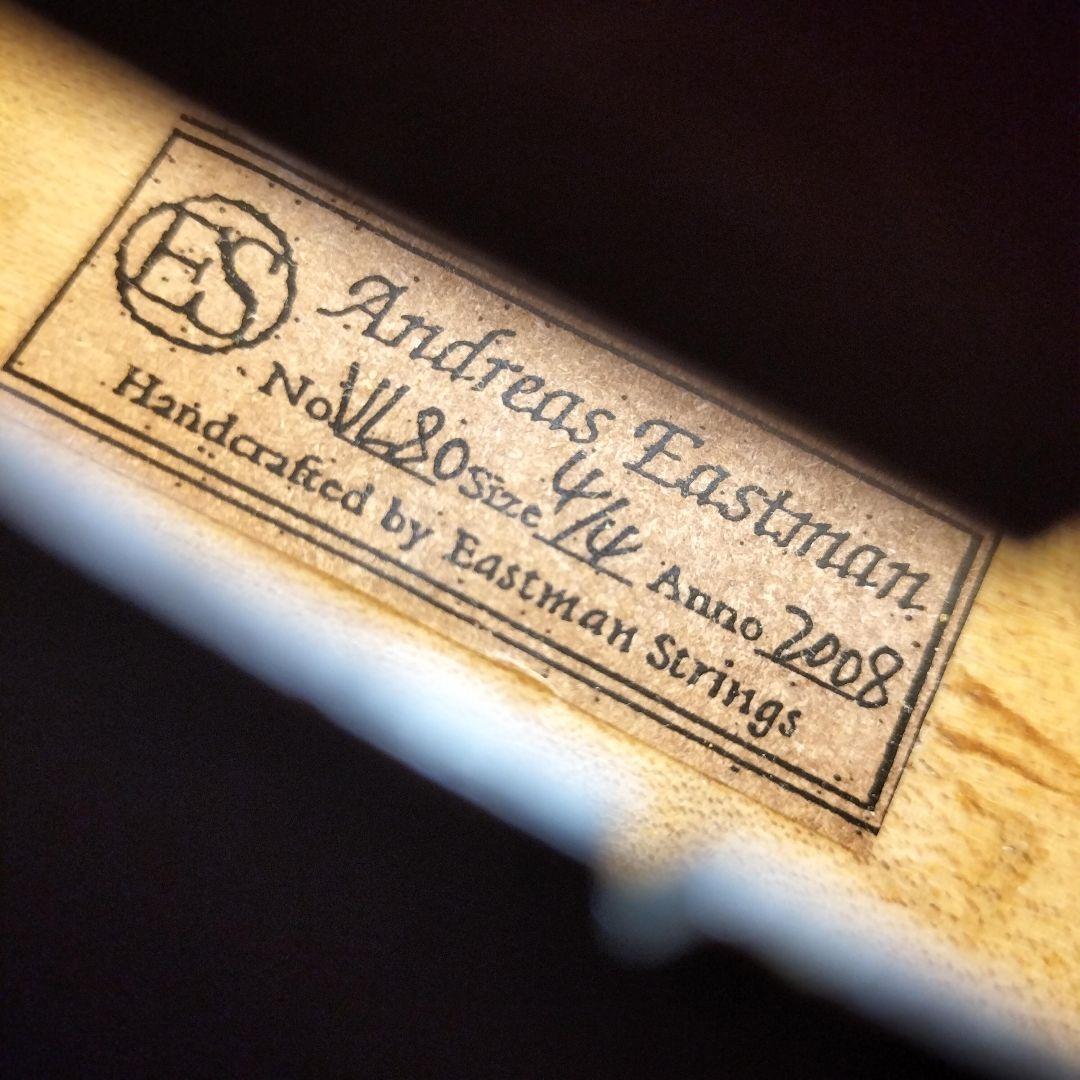 ES
Andreas Eastman
No VL80 Size 4/4 Anno 2008
Handcrafted by Eastman Strings